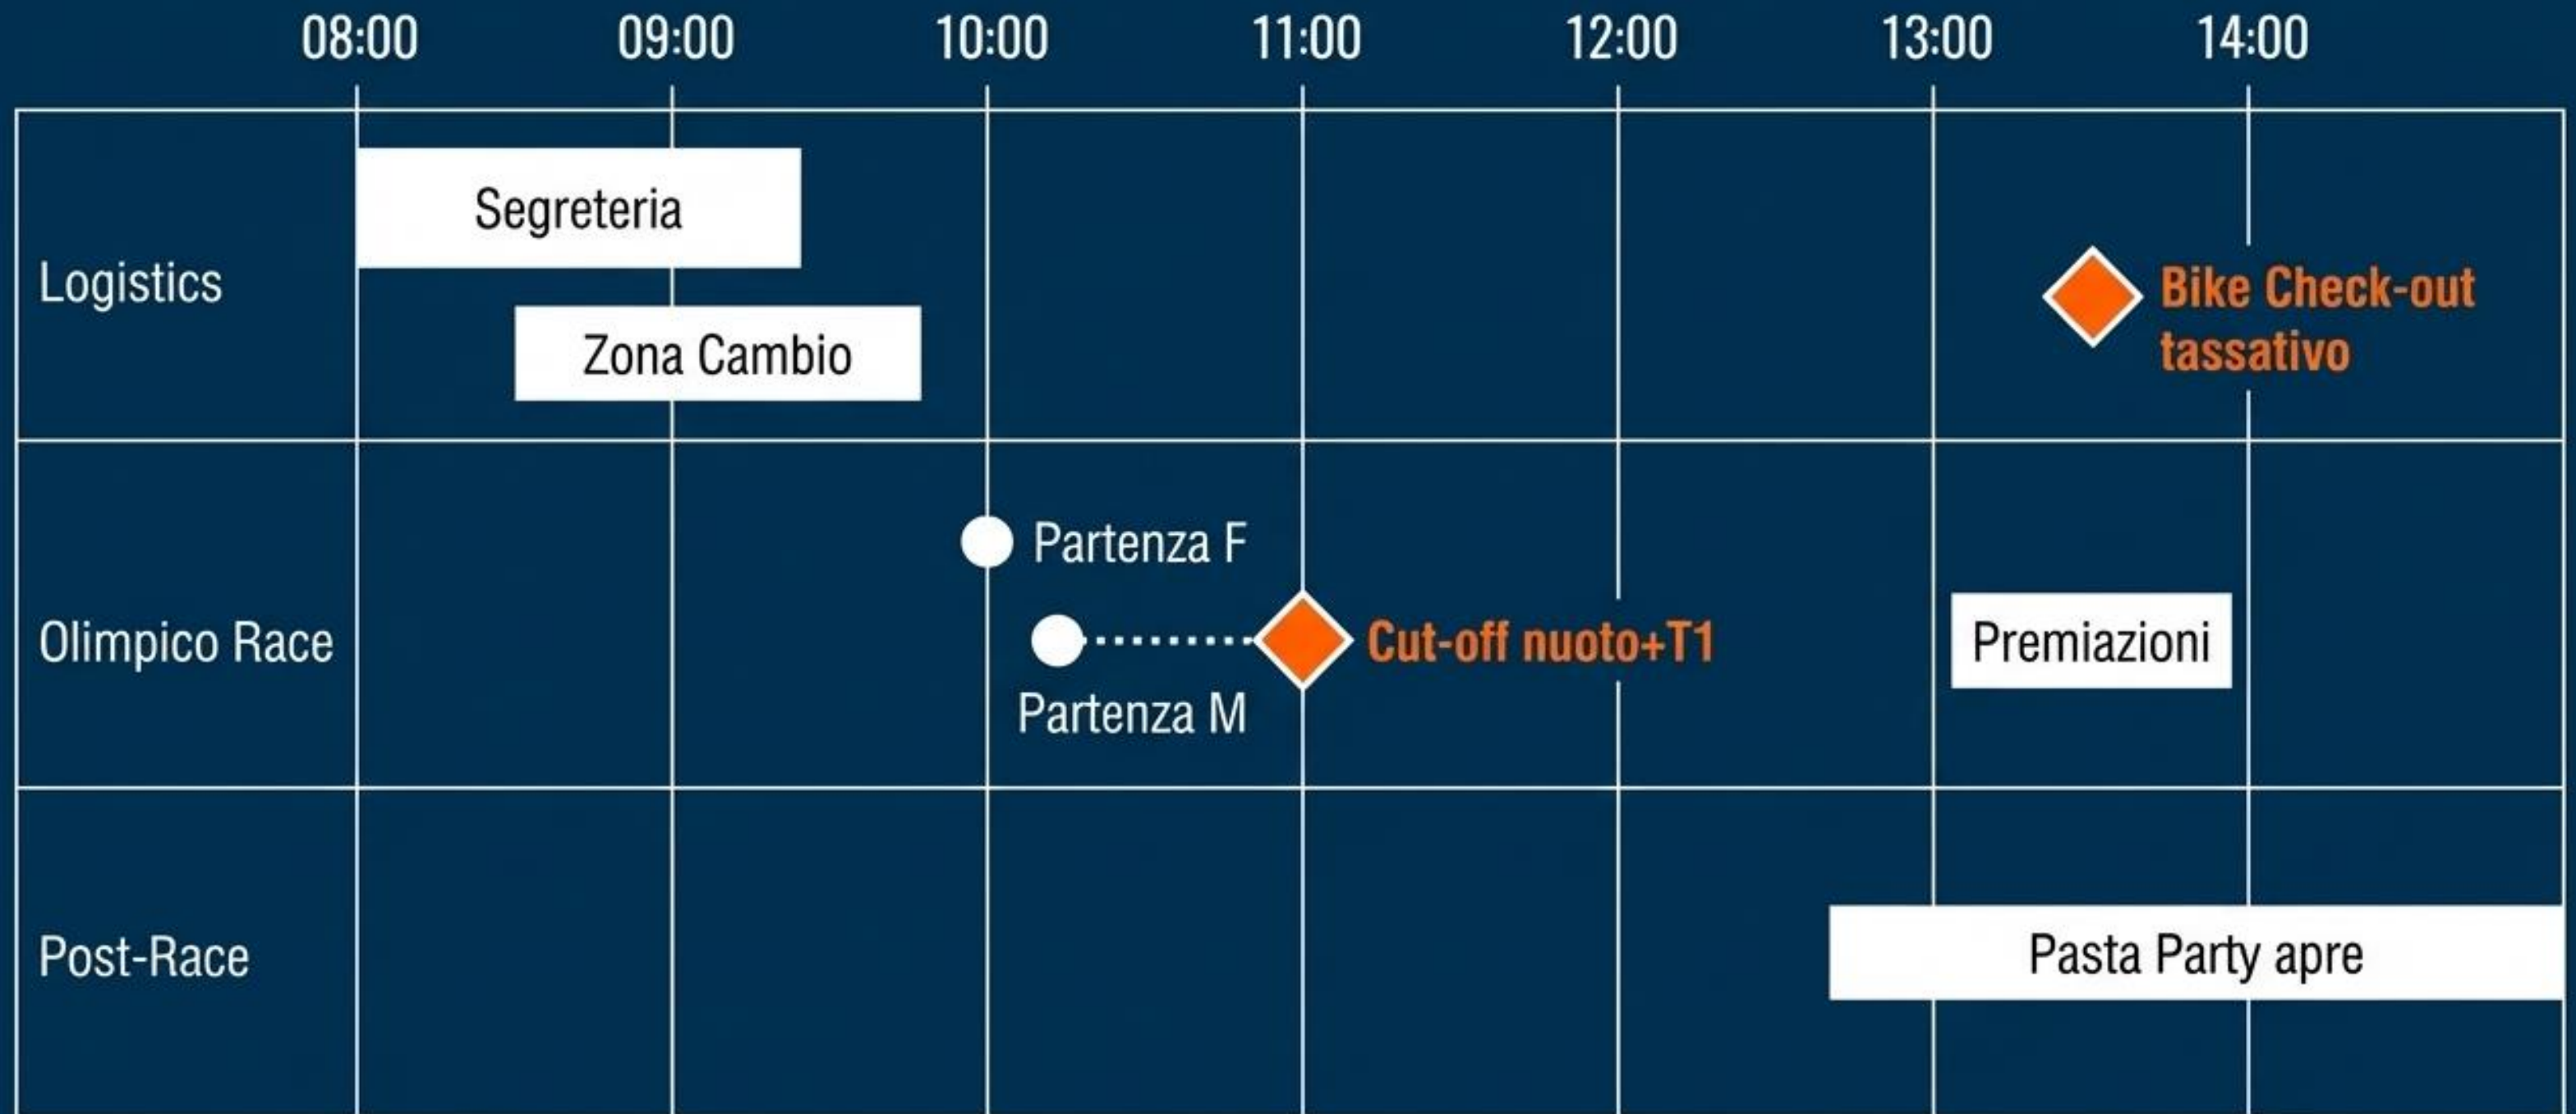 08:00 09:00 10:00 11:00 12:00 13:00 14:00
Logistics
Segreteria
Zona Cambio
Bike Check-out
tassativo
Olimpico Race
Partenza F
Partenza M
Cut-off nuoto+T1
Premiazioni
Post-Race
Pasta Party apre